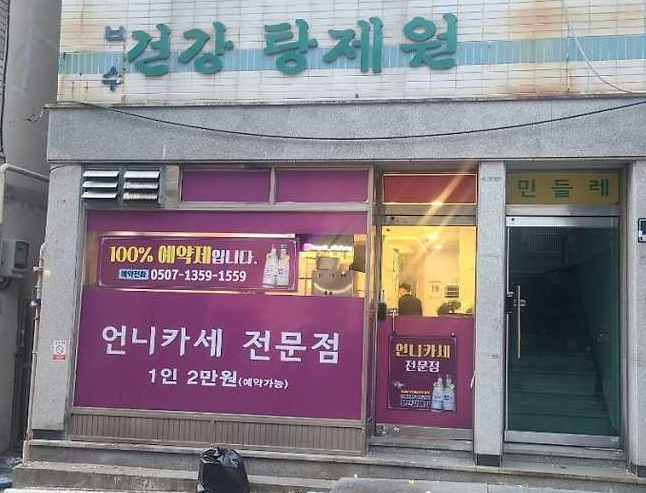 건강 탕제원
민들레
100% 예약제입니다.
예약전화 0507-1359-1559
언니카세 전문점
1인 2만원(예약가능)
언니카세
전문점